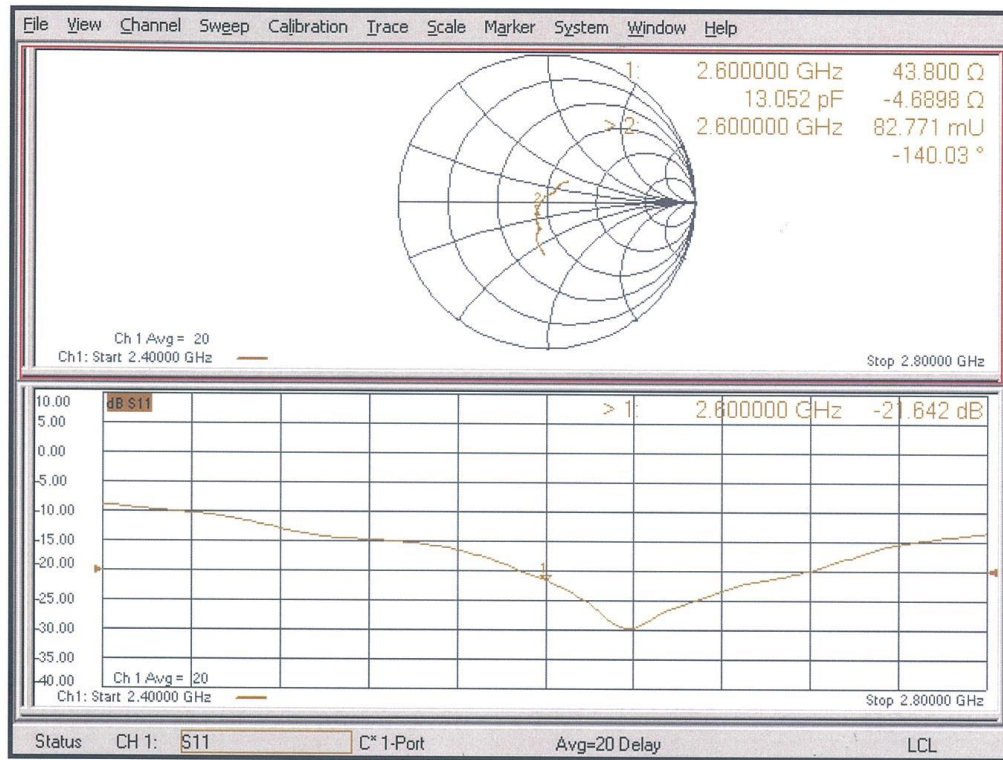 File View Channel Sweep Calibration Trace Scale Marker System Window Help
1: 2.600000 GHz 43.800 Ω
13.052 pF -4.6898 Ω
> 2: 2.600000 GHz 82.771 mU
-140.03 °
Ch 1 Avg = 20
Ch1: Start 2.40000 GHz
Stop 2.80000 GHz
10.00
dB S11
> 1: 2.600000 GHz -21.642 dB
5.00
0.00
-5.00
-10.00
-15.00
-20.00
1
-25.00
-30.00
-35.00
-40.00
Ch 1 Avg = 20
Ch1: Start 2.40000 GHz
Stop 2.80000 GHz
Status CH 1: S11 C* 1-Port Avg=20 Delay LCL